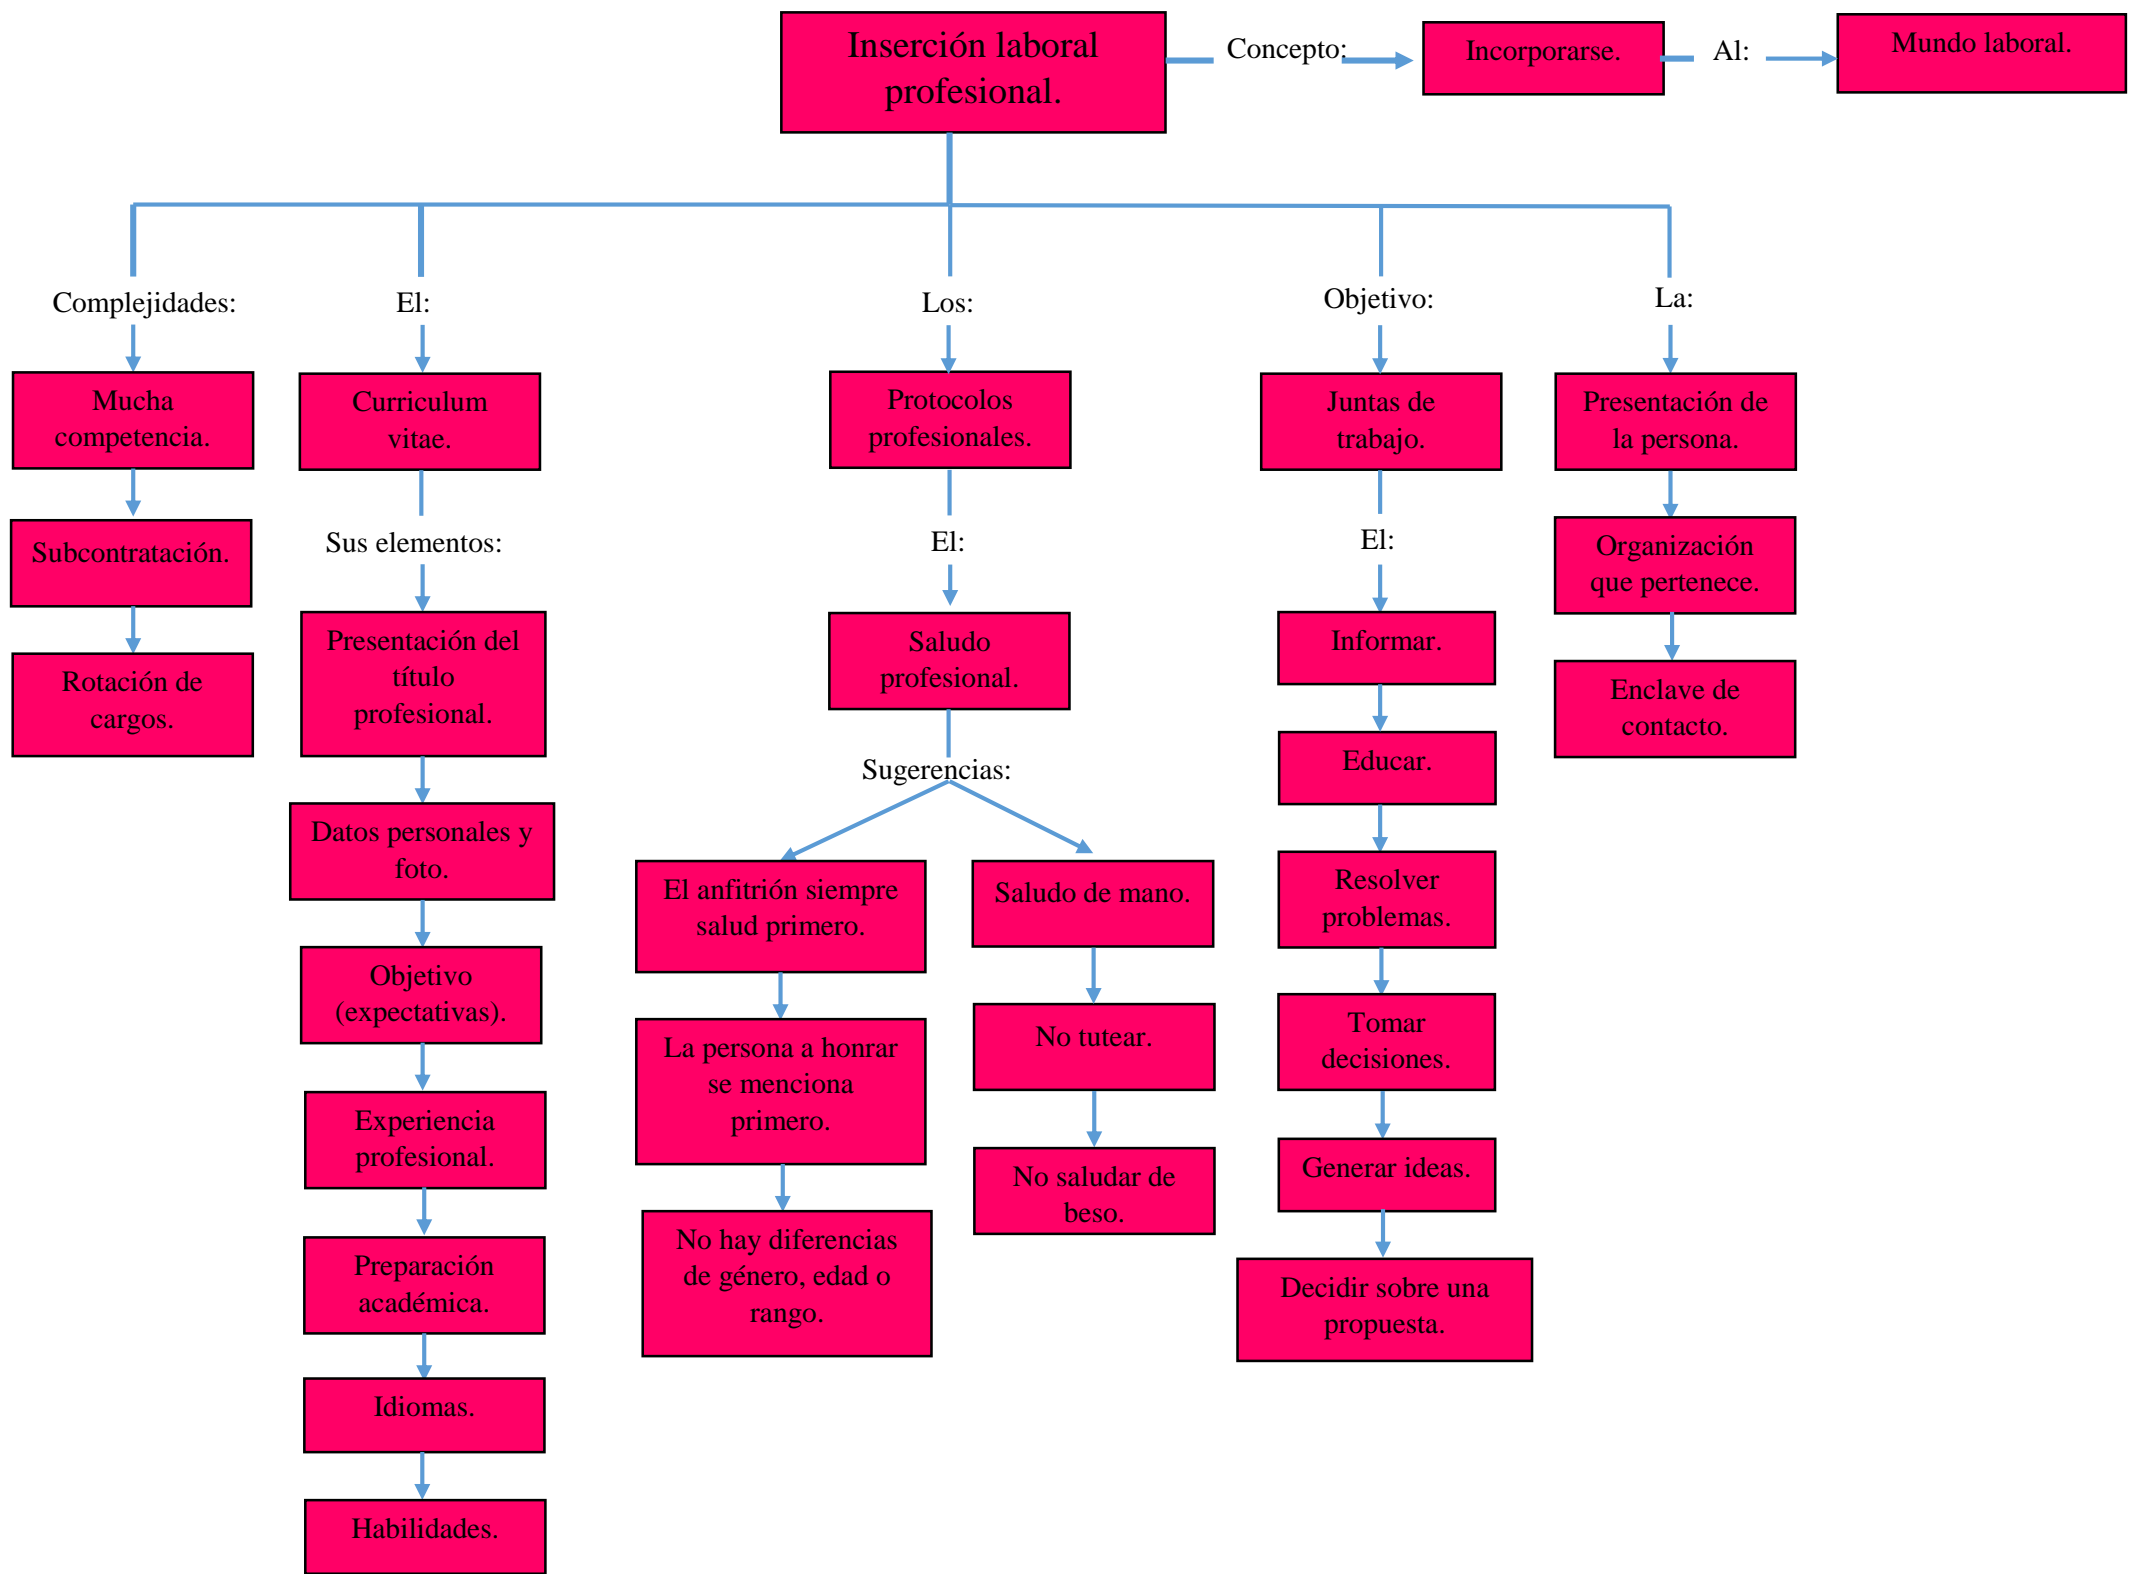 Inserción laboral
profesional.
Concepto:
Incorporarse.
Al:
Mundo laboral.
Complejidades:
Mucha
competencia.
Subcontratación.
Rotación de
cargos.
El:
Curriculum
vitae.
Sus elementos:
Presentación del
título
profesional.
Datos personales y
foto.
Objetivo
(expectativas).
Experiencia
profesional.
Preparación
académica.
Idiomas.
Habilidades.
Los:
Protocolos
profesionales.
El:
Saludo
profesional.
Sugerencias:
El anfitrión siempre
salud primero.
La persona a honrar
se menciona
primero.
No hay diferencias
de género, edad o
rango.
Saludo de mano.
No tutear.
No saludar de
beso.
Objetivo:
Juntas de
trabajo.
El:
Informar.
Educar.
Resolver
problemas.
Tomar
decisiones.
Generar ideas.
Decidir sobre una
propuesta.
La:
Presentación de
la persona.
Organización
que pertenece.
Enclave de
contacto.